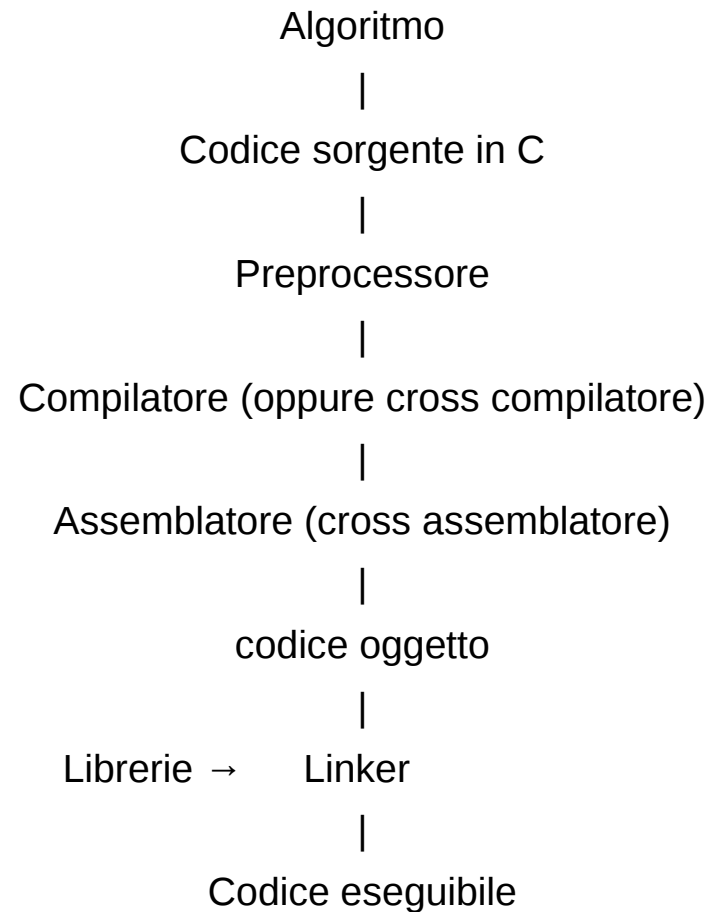 Algoritmo
|
Codice sorgente in C
|
Preprocessore
|
Compilatore (oppure cross compilatore)
|
Assemblatore (cross assemblatore)
|
codice oggetto
|
Librerie → Linker
|
Codice eseguibile